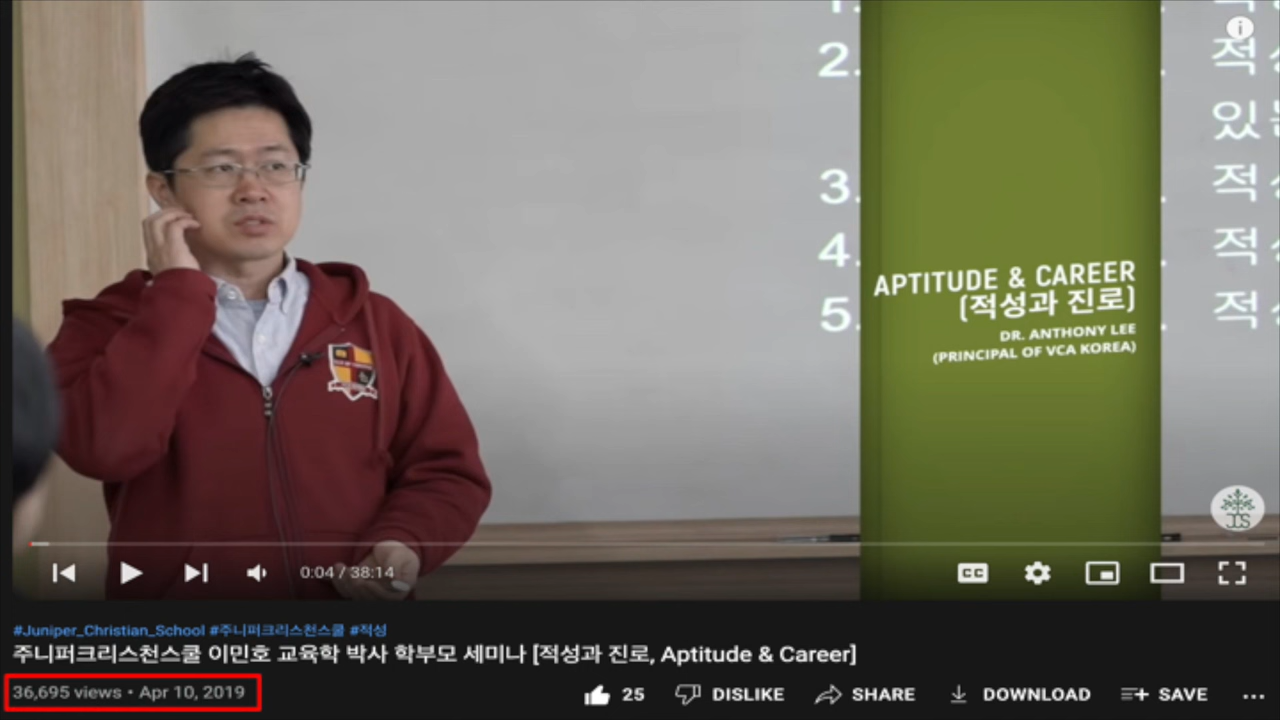 1.
2. 적성
있는
3. 적
4. 적
5. 적
APTITUDE & CAREER
[적성과 진로]
DR. ANTHONY LEE
(PRINCIPAL OF VCA KOREA)
JCS
0:04 / 38:14
CC
#Juniper_Christian_School #주니퍼크리스천스쿨 #적성
주니퍼크리스천스쿨 이민호 교육학 박사 학부모 세미나 [적성과 진로, Aptitude & Career]
36,695 views • Apr 10, 2019
25 DISLIKE SHARE DOWNLOAD SAVE ...